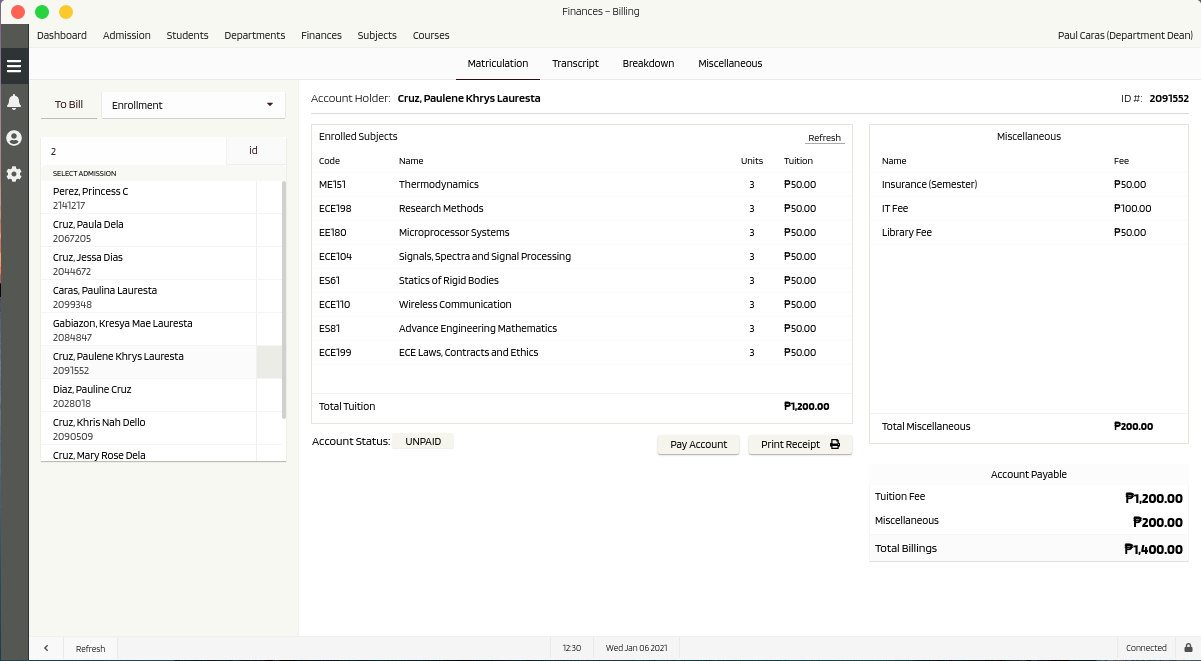 Finances – Billing
Dashboard Admission Students Departments Finances Subjects Courses Paul Caras (Department Dean)
Matriculation Transcript Breakdown Miscellaneous
To Bill Enrollment
2 id
SELECT ADMISSION
Perez, Princess C
2141217
Cruz, Paula Dela
2067205
Cruz, Jessa Dias
2044672
Caras, Paulina Lauresta
2099348
Gabiazon, Kresya Mae Lauresta
2084847
Cruz, Paulene Khrys Lauresta
2091552
Diaz, Pauline Cruz
2028018
Cruz, Khris Nah Dello
2090509
Cruz, Mary Rose Dela
Account Holder: Cruz, Paulene Khrys Lauresta ID #: 2091552
Enrolled Subjects Refresh
Code Name Units Tuition
ME151 Thermodynamics 3 ₱50.00
ECE198 Research Methods 3 ₱50.00
EE180 Microprocessor Systems 3 ₱50.00
ECE104 Signals, Spectra and Signal Processing 3 ₱50.00
ES61 Statics of Rigid Bodies 3 ₱50.00
ECE110 Wireless Communication 3 ₱50.00
ES81 Advance Engineering Mathematics 3 ₱50.00
ECE199 ECE Laws, Contracts and Ethics 3 ₱50.00
Total Tuition ₱1,200.00
Account Status: UNPAID Pay Account Print Receipt
Miscellaneous
Name Fee
Insurance (Semester) ₱50.00
IT Fee ₱100.00
Library Fee ₱50.00
Total Miscellaneous ₱200.00
Account Payable
Tuition Fee ₱1,200.00
Miscellaneous ₱200.00
Total Billings ₱1,400.00
Refresh 12:30 Wed Jan 06 2021 Connected